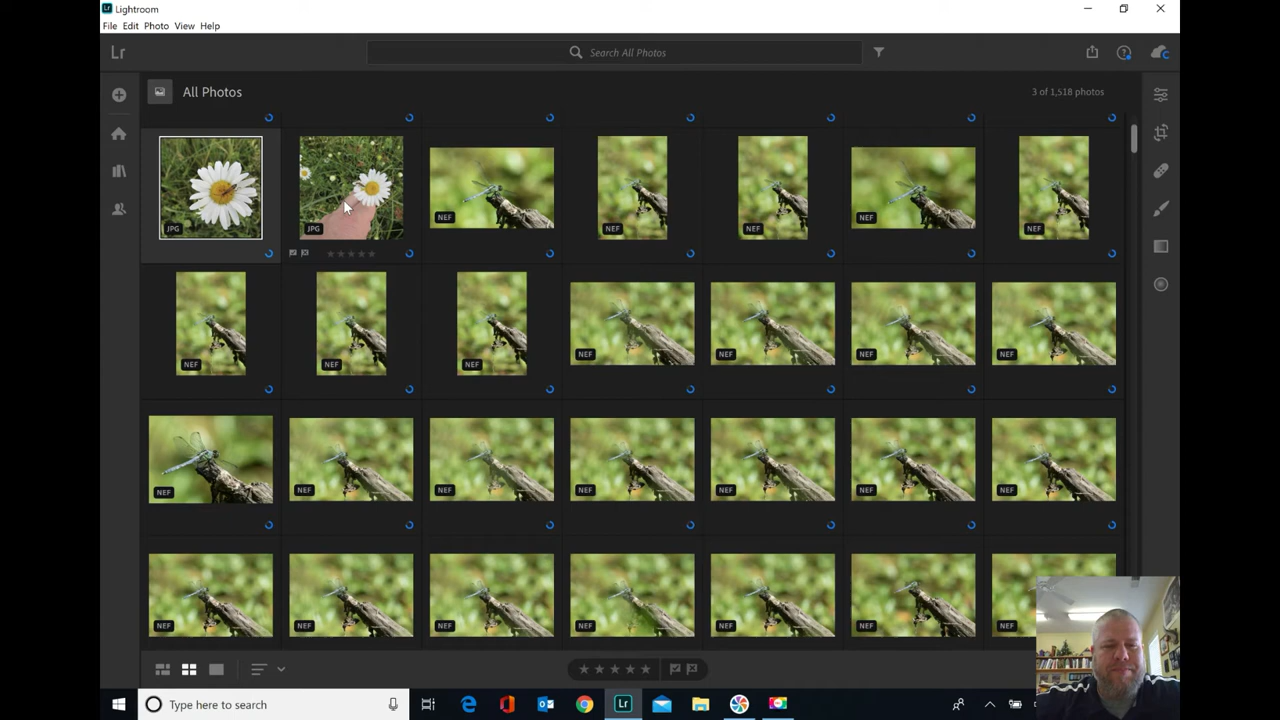 Lightroom
File Edit Photo View Help
Lr Search All Photos
All Photos 3 of 1,518 photos
JPG JPG NEF NEF NEF NEF NEF
NEF NEF NEF NEF NEF NEF NEF
NEF NEF NEF NEF NEF NEF NEF
NEF NEF NEF NEF NEF NEF
Type here to search Lr